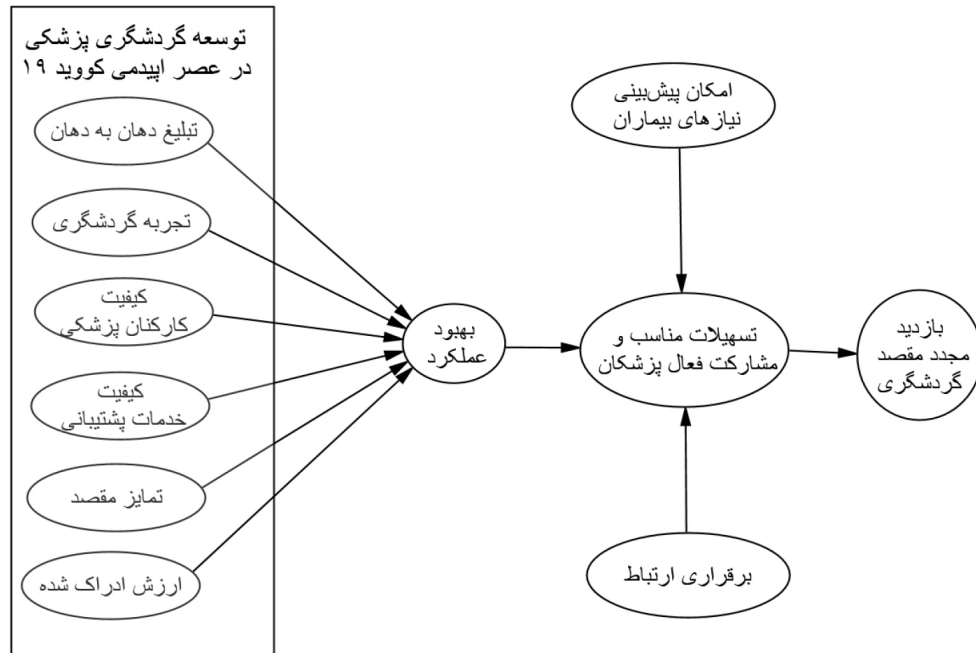 توسعه گردشگری پزشکی
در عصر اپیدمی کووید ۱۹
تبلیغ دهان به دهان
تجربه گردشگری
کیفیت
کارکنان پزشکی
کیفیت
خدمات پشتیبانی
تمایز مقصد
ارزش ادراک شده
بهبود
عملکرد
امکان پیش‌بینی
نیازهای بیماران
تسهیلات مناسب و
مشارکت فعال پزشکان
برقراری ارتباط
بازدید
مجدد مقصد
گردشگری